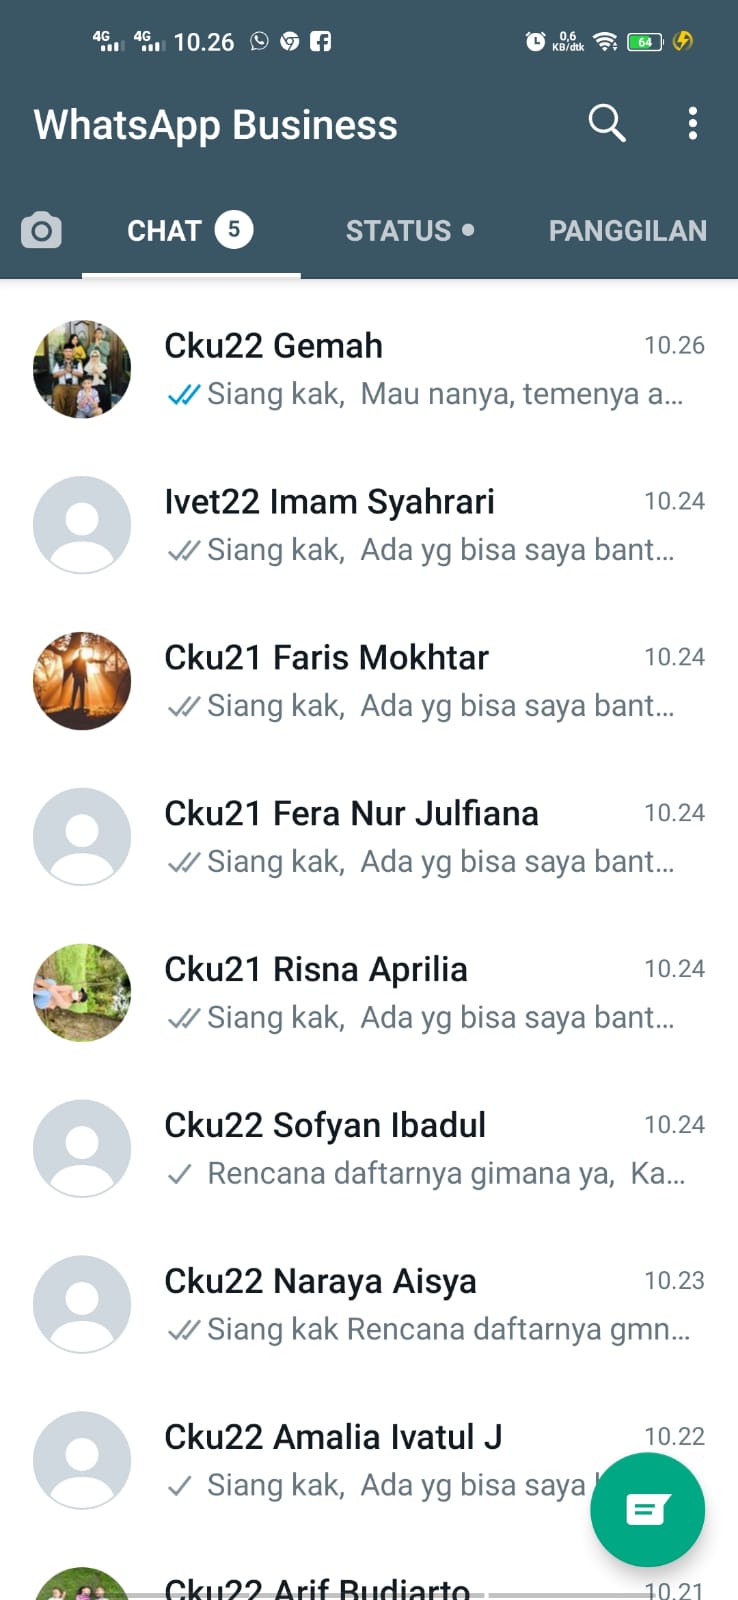 4G 4G 10.26 0,6 KB/dtk 64
WhatsApp Business
CHAT 5 STATUS PANGGILAN
Cku22 Gemah 10.26
Siang kak, Mau nanya, temenya a...
Ivet22 Imam Syahrari 10.24
Siang kak, Ada yg bisa saya bant...
Cku21 Faris Mokhtar 10.24
Siang kak, Ada yg bisa saya bant...
Cku21 Fera Nur Julfiana 10.24
Siang kak, Ada yg bisa saya bant...
Cku21 Risna Aprilia 10.24
Siang kak, Ada yg bisa saya bant...
Cku22 Sofyan Ibadul 10.24
Rencana daftarnya gimana ya, Ka...
Cku22 Naraya Aisya 10.23
Siang kak Rencana daftarnya gmn...
Cku22 Amalia Ivatul J 10.22
Siang kak, Ada yg bisa saya
Cku22 Arif Budiarto 10.21